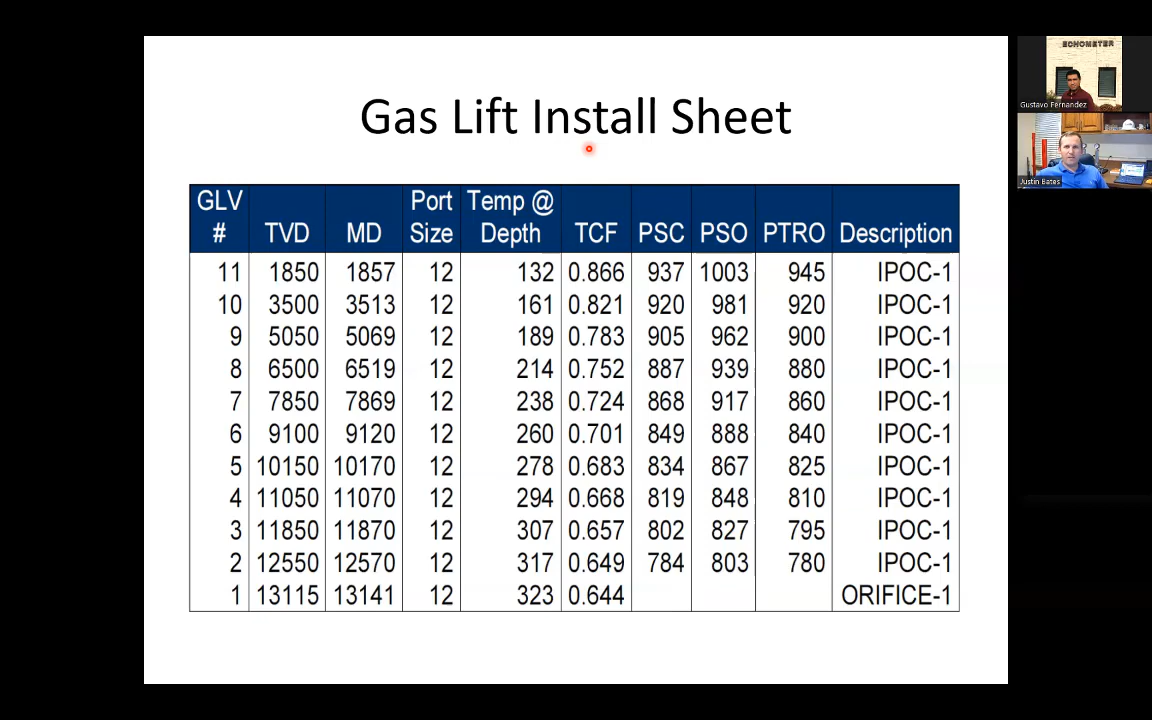 Gas Lift Install Sheet
GLV # TVD MD Port Size Temp @ Depth TCF PSC PSO PTRO Description
11 1850 1857 12 132 0.866 937 1003 945 IPOC-1
10 3500 3513 12 161 0.821 920 981 920 IPOC-1
9 5050 5069 12 189 0.783 905 962 900 IPOC-1
8 6500 6519 12 214 0.752 887 939 880 IPOC-1
7 7850 7869 12 238 0.724 868 917 860 IPOC-1
6 9100 9120 12 260 0.701 849 888 840 IPOC-1
5 10150 10170 12 278 0.683 834 867 825 IPOC-1
4 11050 11070 12 294 0.668 819 848 810 IPOC-1
3 11850 11870 12 307 0.657 802 827 795 IPOC-1
2 12550 12570 12 317 0.649 784 803 780 IPOC-1
1 13115 13141 12 323 0.644 ORIFICE-1
ECHOMETER
Gustavo Fernandez
Justin Bates